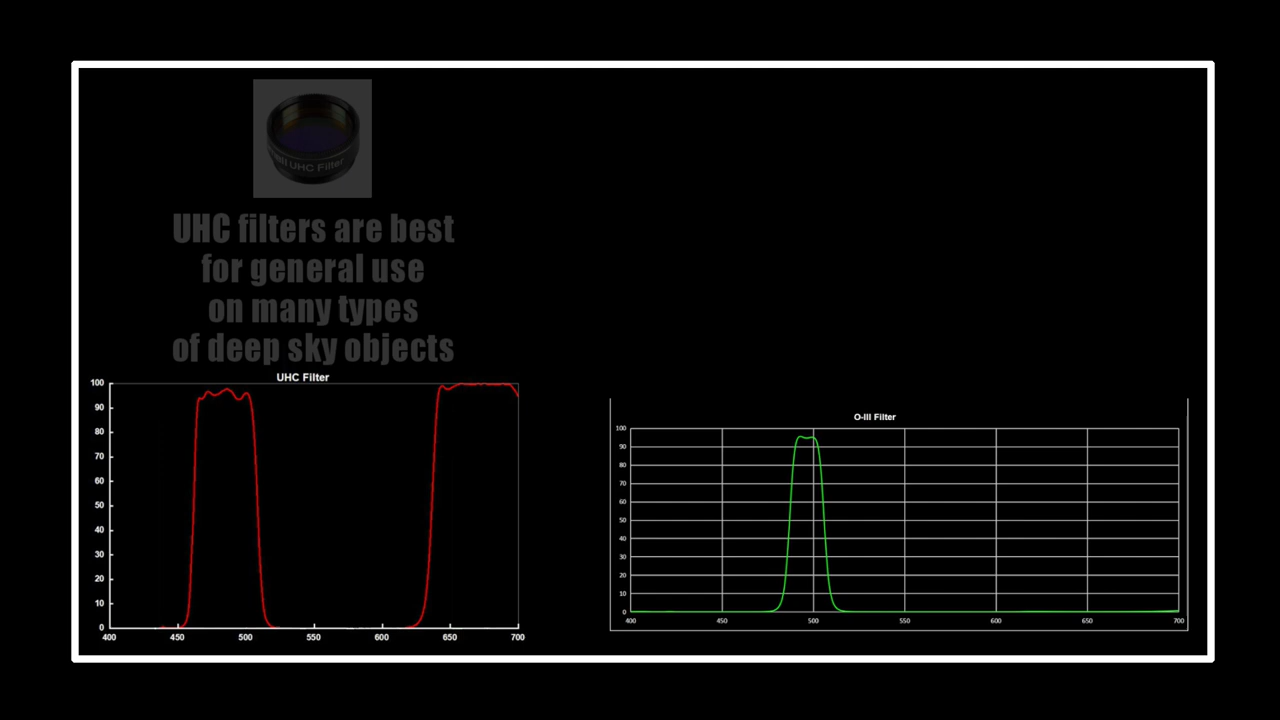 UHC Filter
UHC filters are best
for general use
on many types
of deep sky objects
UHC Filter
100
90
80
70
60
50
40
30
20
10
0
400 450 500 550 600 650 700
O-III Filter
100
90
80
70
60
50
40
30
20
10
0
400 450 500 550 600 650 700